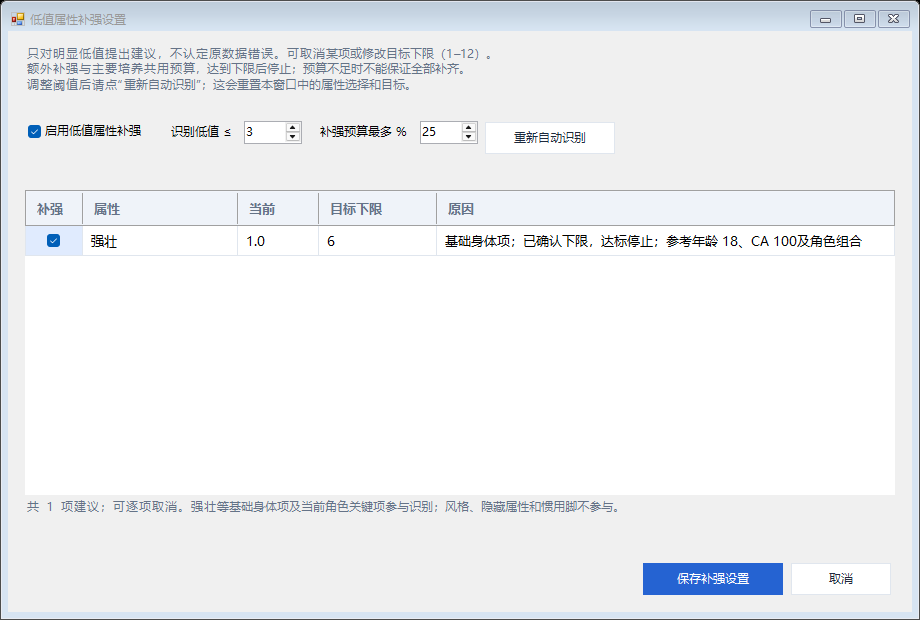 低值属性补强设置
只对明显低值提出建议，不认定原数据错误。可取消某项或修改目标下限（1–12）。
额外补强与主要培养共用预算，达到下限后停止；预算不足时不能保证全部补齐。
调整阈值后请点“重新自动识别”；这会重置本窗口中的属性选择和目标。
启用低值属性补强 识别低值 ≤ 3 补强预算最多 % 25 重新自动识别
补强 属性 当前 目标下限 原因
强壮 1.0 6 基础身体项；已确认下限，达标停止；参考年龄 18、CA 100及角色组合
共 1 项建议；可逐项取消。强壮等基础身体项及当前角色关键项参与识别；风格、隐藏属性和惯用脚不参与。
保存补强设置 取消